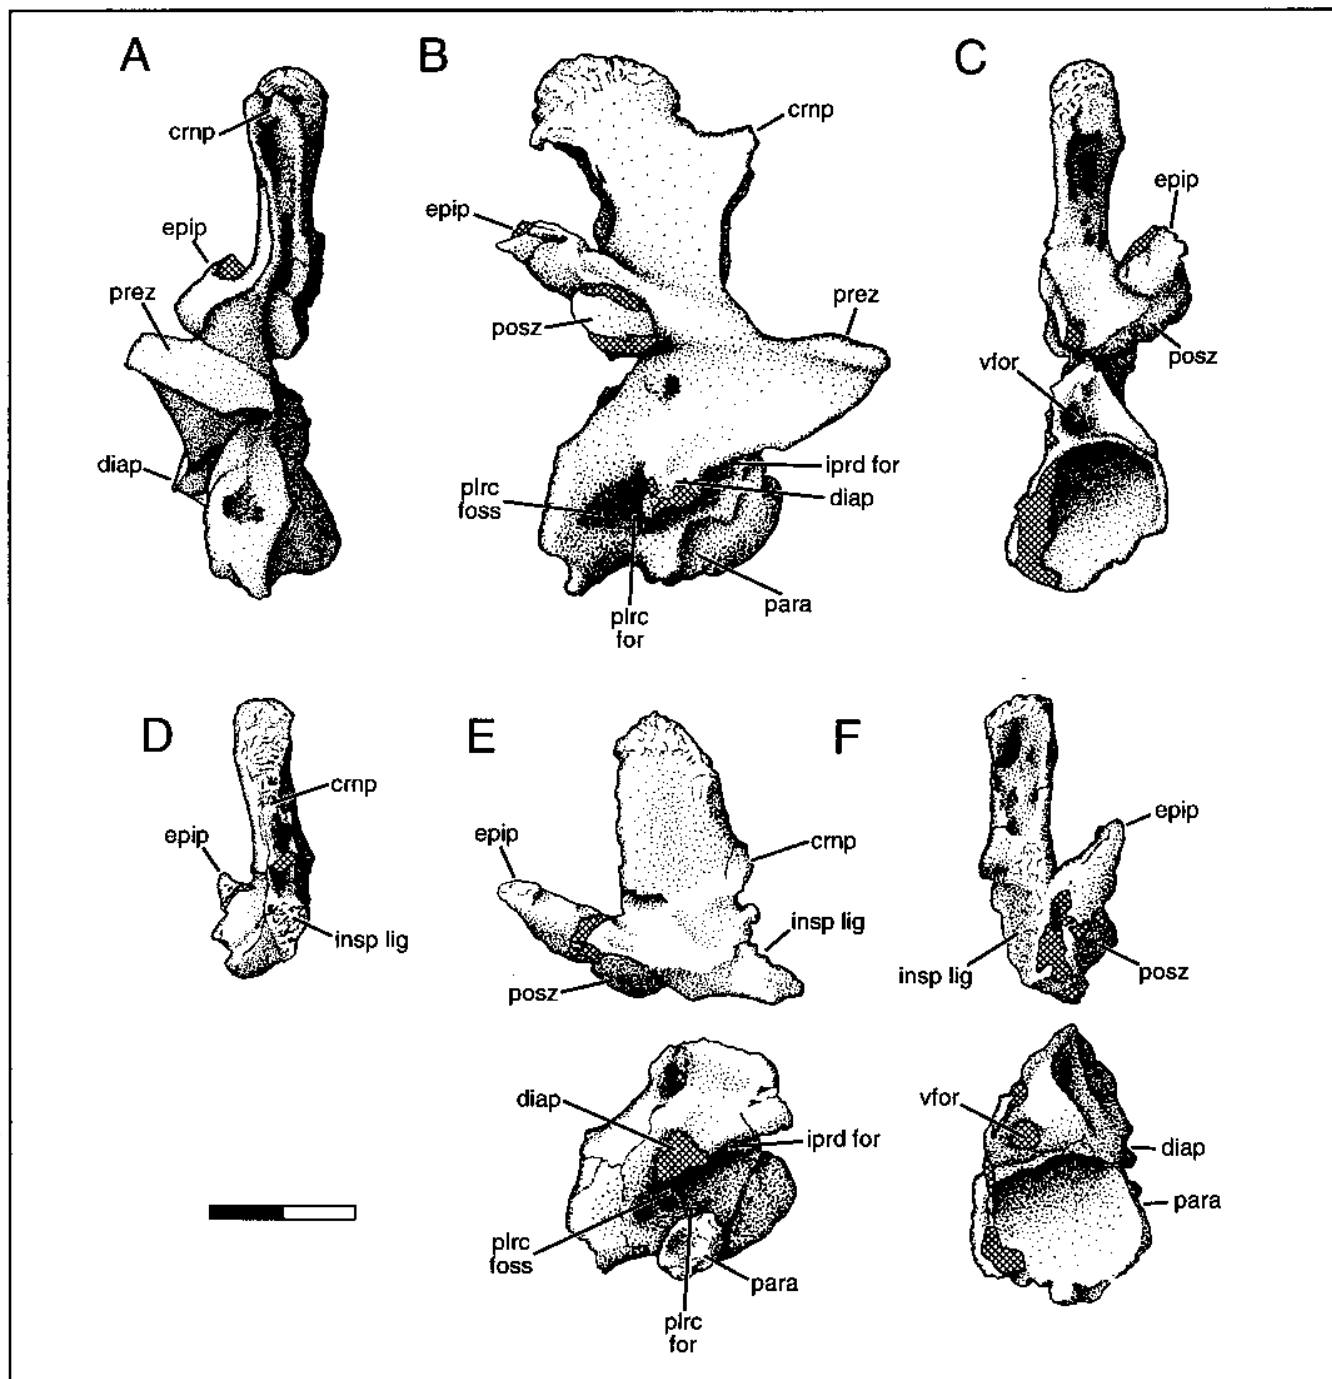 A
crnp
epip
prez
diap
B
crnp
epip
posz
prez
iprd for
diap
plrc
foss
plrc
for
para
C
epip
posz
vfor
D
crnp
epip
insp lig
E
epip
crnp
insp lig
posz
diap
iprd for
plrc
foss
para
plrc
for
F
epip
insp lig
posz
vfor
diap
para